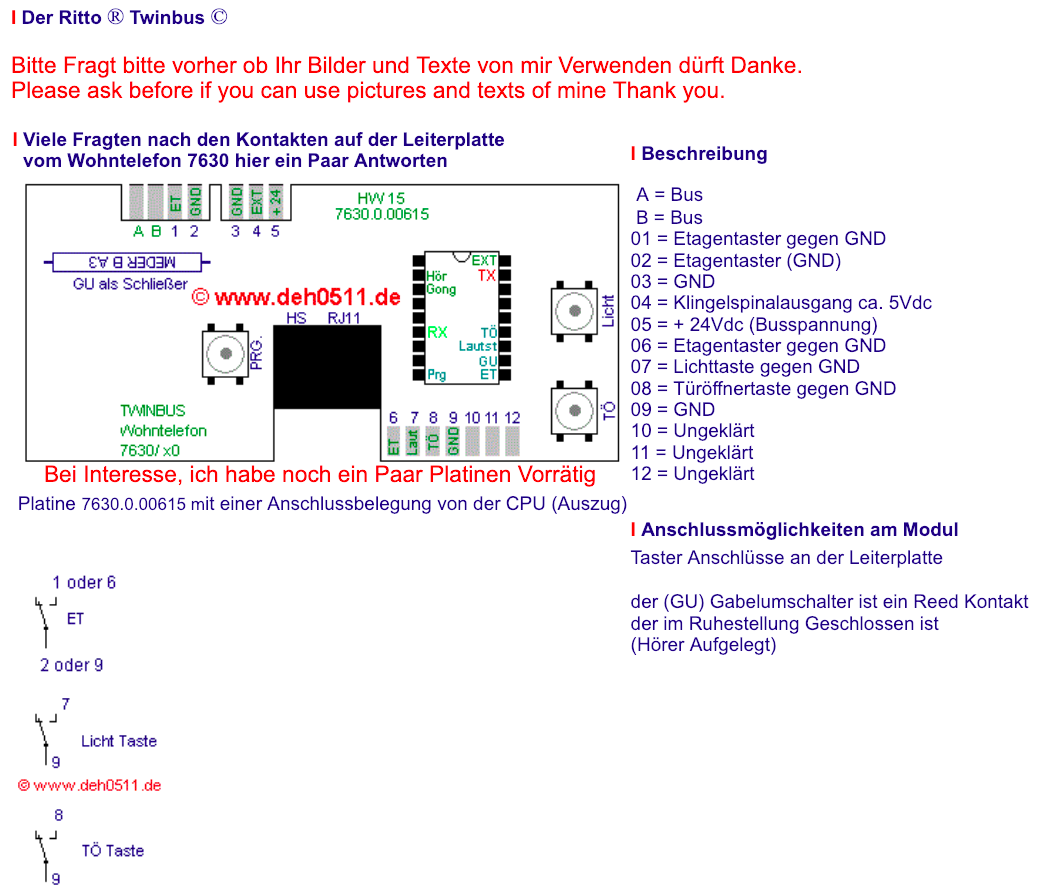 I Der Ritto ® Twinbus ©
Bitte Fragt bitte vorher ob Ihr Bilder und Texte von mir Verwenden dürft Danke.
Please ask before if you can use pictures and texts of mine Thank you.
I Viele Fragten nach den Kontakten auf der Leiterplatte
vom Wohntelefon 7630 hier ein Paar Antworten
ET GND GND EXT + 24
A B 1 2 3 4 5
HW 15
7630.0.00615
MEDER B A3
GU als Schließer
© www.deh0511.de
HS RJ11
PRG.
EXT
Hör TX
Gong
RX TÖ
Lautst
GU
Prg ET
Licht
TÖ
TWINBUS
Wohntelefon
7630/ x0
6 7 8 9 10 11 12
ET Laut TÖ GND
Bei Interesse, ich habe noch ein Paar Platinen Vorrätig
Platine 7630.0.00615 mit einer Anschlussbelegung von der CPU (Auszug)
I Beschreibung
A = Bus
B = Bus
01 = Etagentaster gegen GND
02 = Etagentaster (GND)
03 = GND
04 = Klingelspinalausgang ca. 5Vdc
05 = + 24Vdc (Busspannung)
06 = Etagentaster gegen GND
07 = Lichttaste gegen GND
08 = Türöffnertaste gegen GND
09 = GND
10 = Ungeklärt
11 = Ungeklärt
12 = Ungeklärt
I Anschlussmöglichkeiten am Modul
Taster Anschlüsse an der Leiterplatte
der (GU) Gabelumschalter ist ein Reed Kontakt
der im Ruhestellung Geschlossen ist
(Hörer Aufgelegt)
1 oder 6
ET
2 oder 9
7
Licht Taste
9
© www.deh0511.de
8
TÖ Taste
9